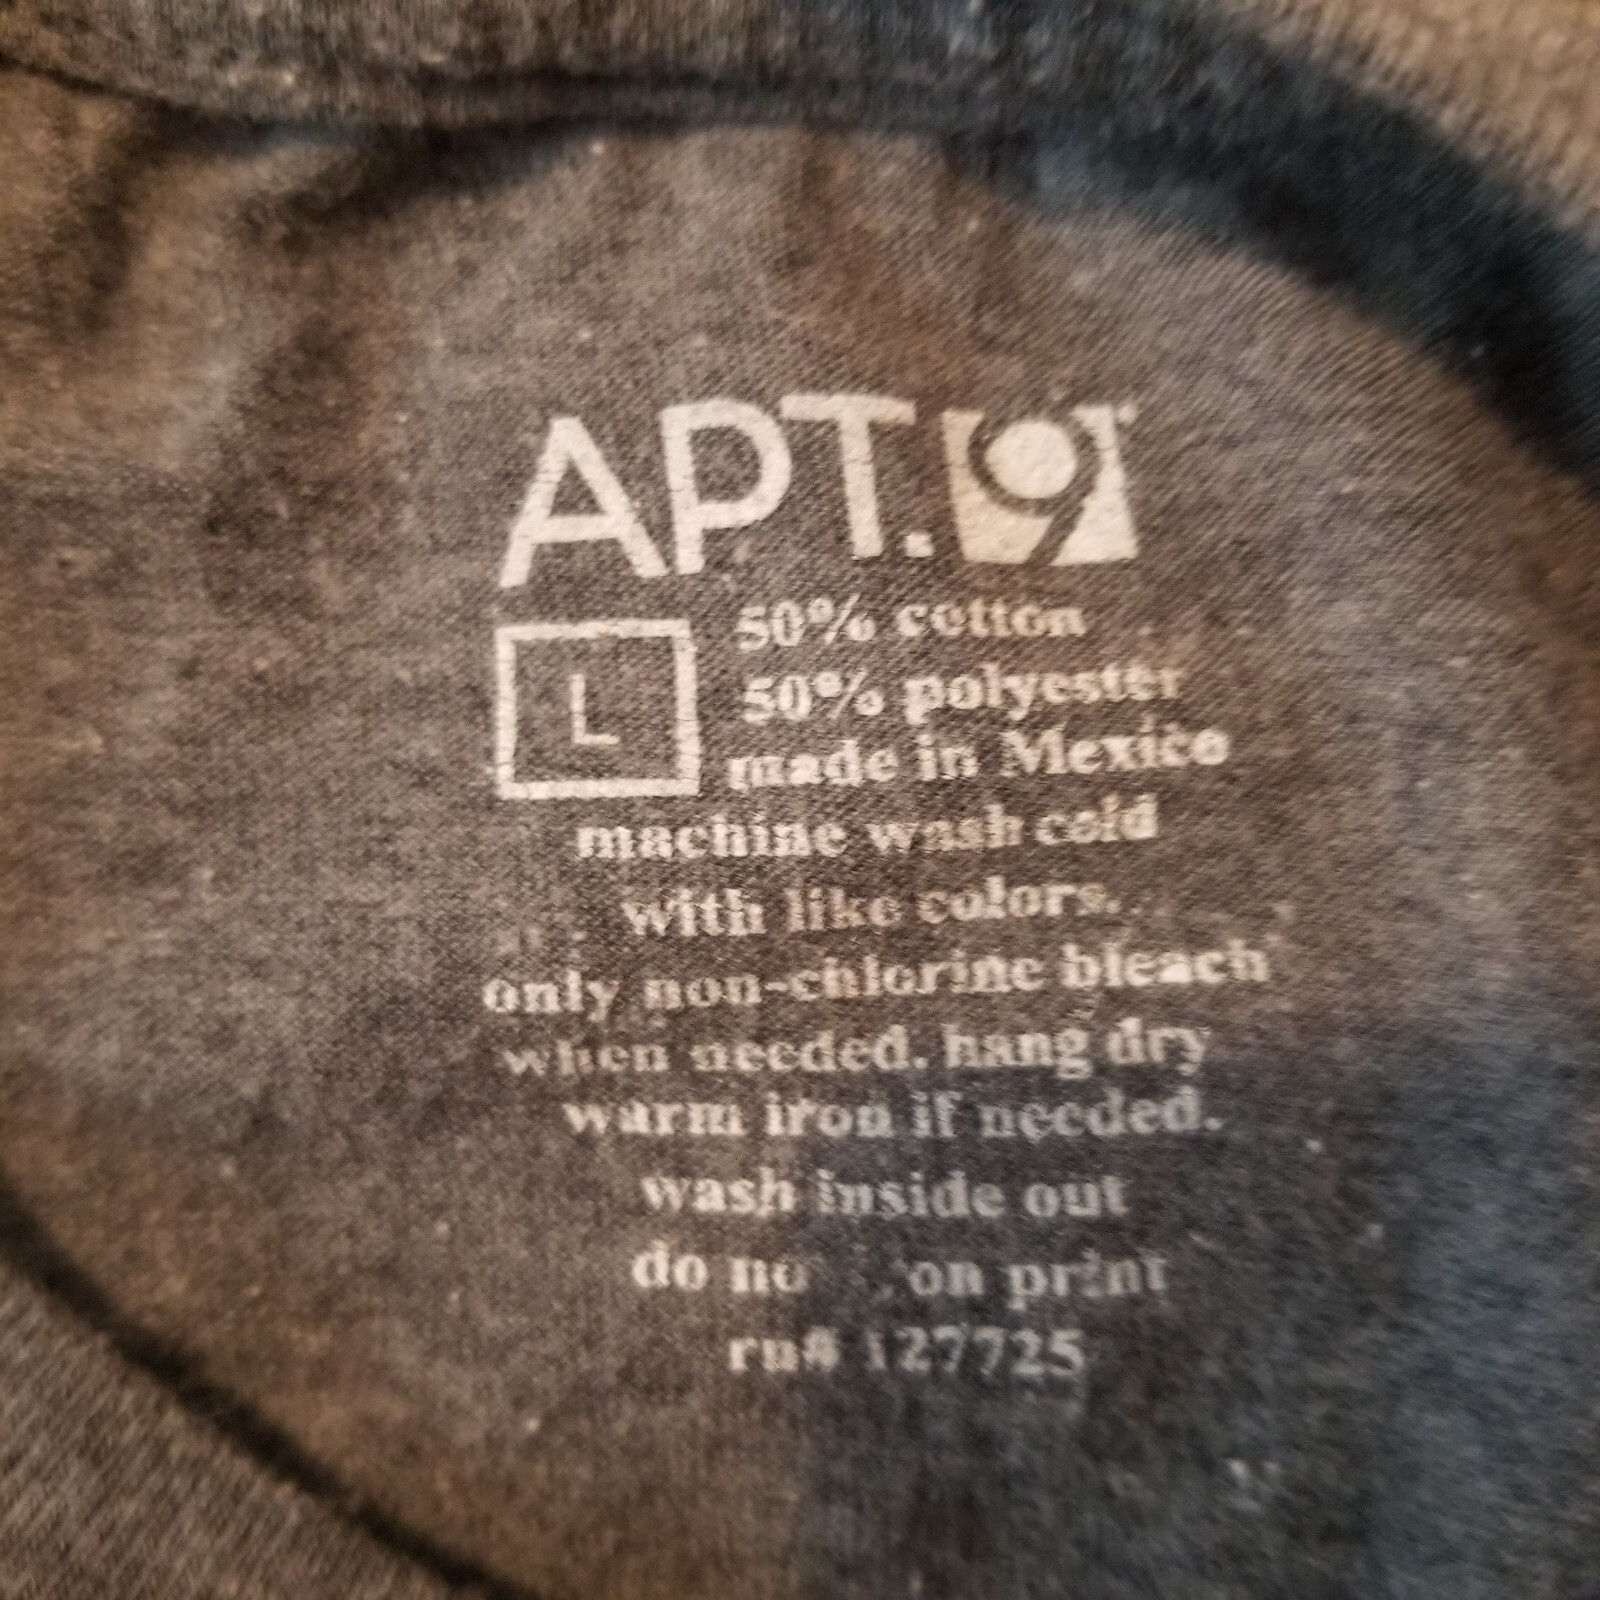 APT.9
L
50% cotton
50% polyester
made in Mexico
machine wash cold
with like colors.
only non-chlorine bleach
when needed. hang dry
warm iron if needed.
wash inside out
do on print
rn# 127725